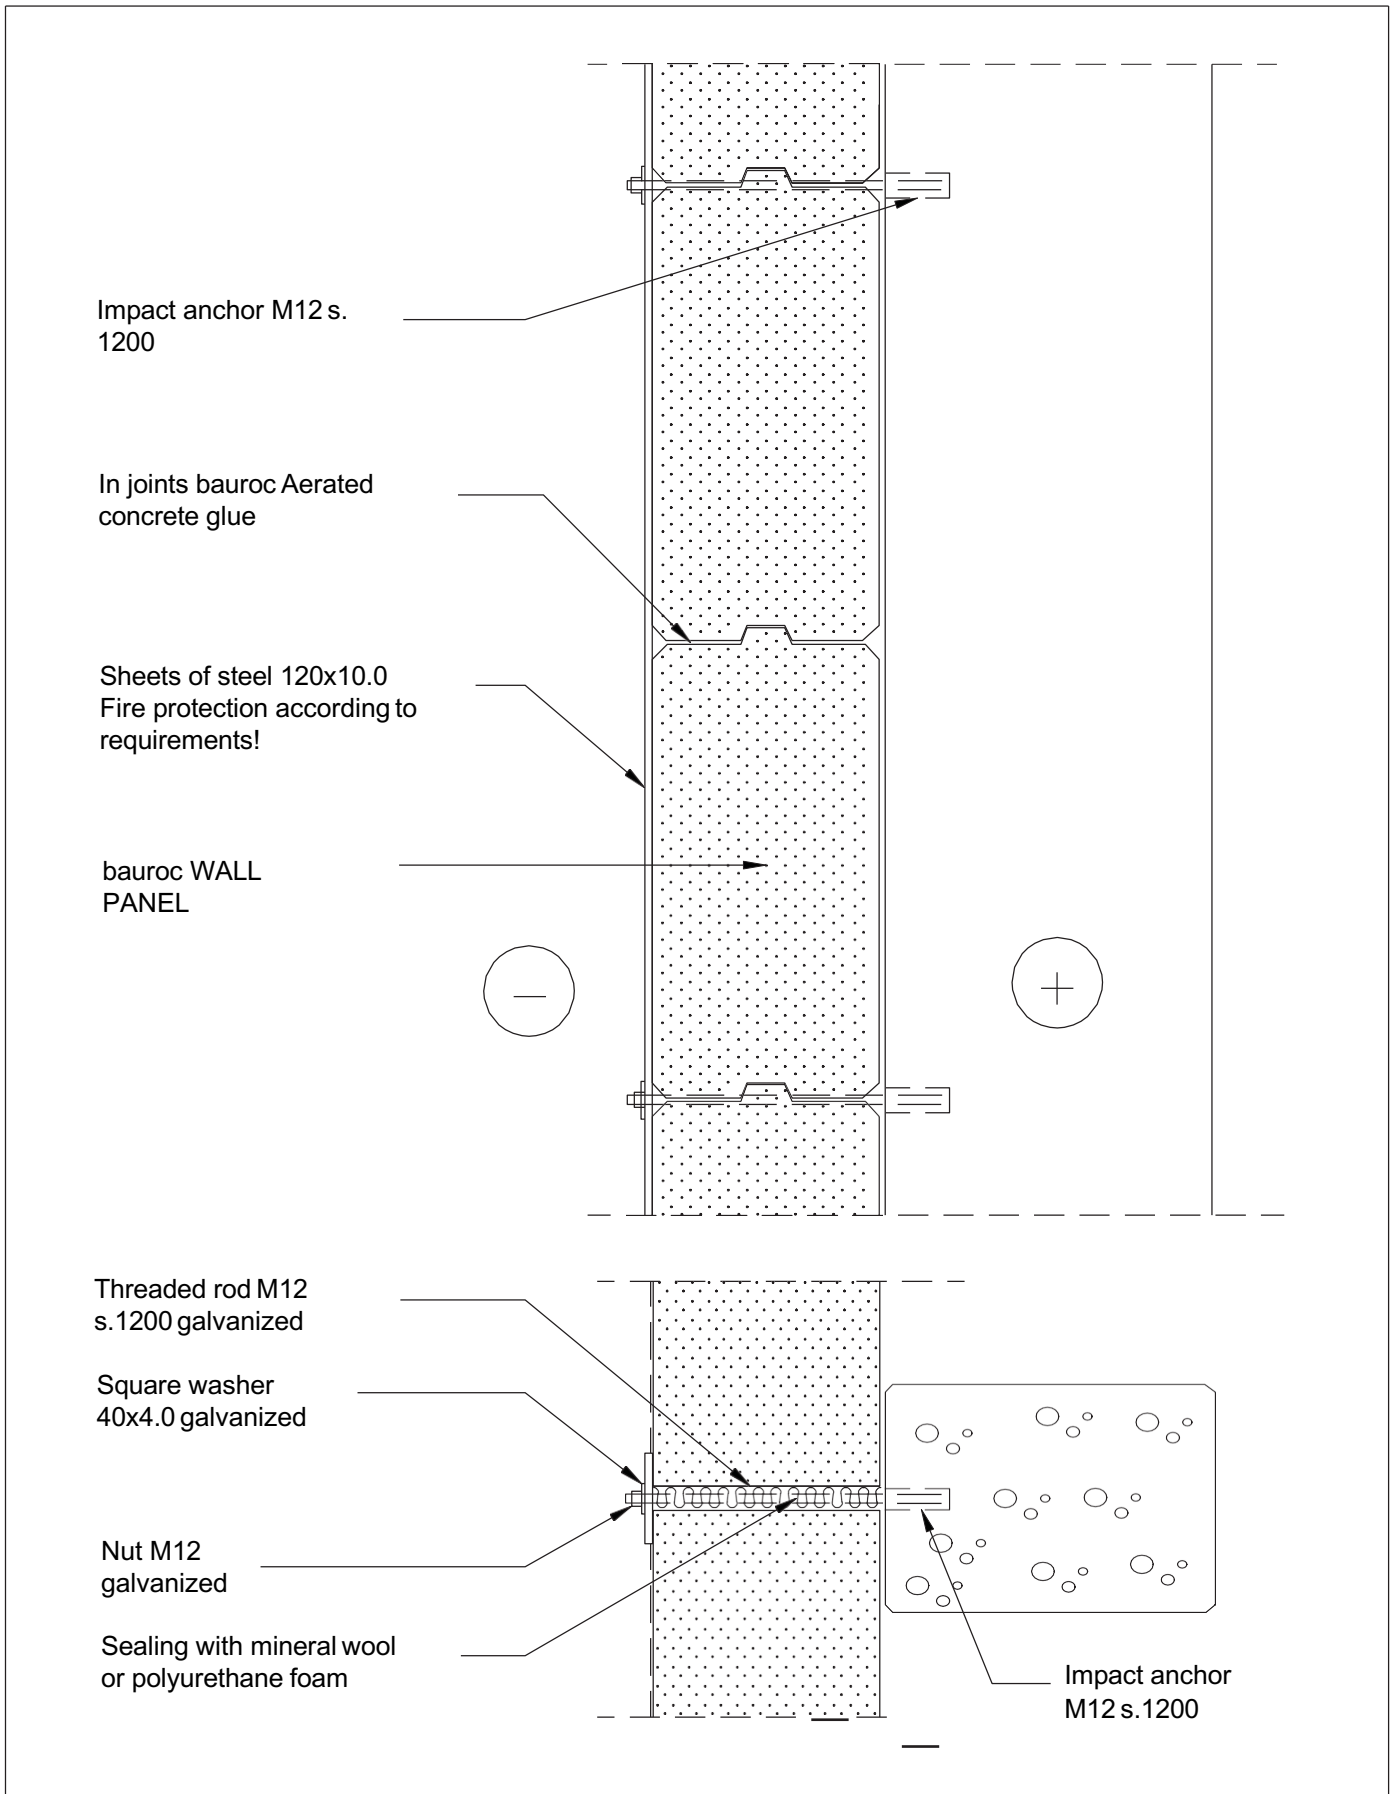 Impact anchor M12 s.
1200
In joints bauroc Aerated
concrete glue
Sheets of steel 120x10.0
Fire protection according to
requirements!
bauroc WALL
PANEL
Threaded rod M12
s.1200 galvanized
Square washer
40x4.0 galvanized
Nut M12
galvanized
Sealing with mineral wool
or polyurethane foam
Impact anchor
M12 s.1200